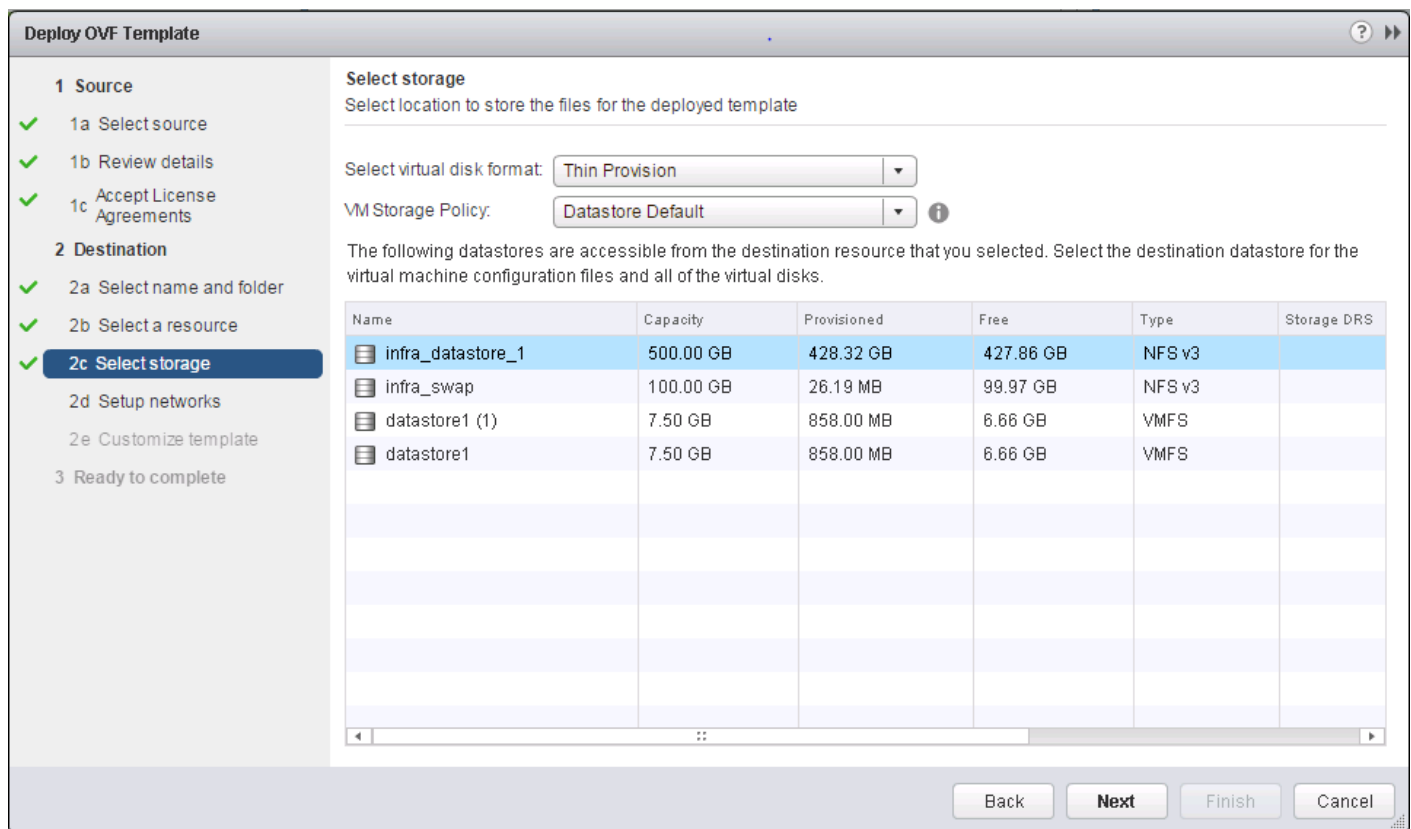 Deploy OVF Template
1 Source
1a Select source
1b Review details
1c Accept License
Agreements
2 Destination
2a Select name and folder
2b Select a resource
2c Select storage
2d Setup networks
2e Customize template
3 Ready to complete
Select storage
Select location to store the files for the deployed template
Select virtual disk format: Thin Provision
VM Storage Policy: Datastore Default
The following datastores are accessible from the destination resource that you selected. Select the destination datastore for the
virtual machine configuration files and all of the virtual disks.
Name Capacity Provisioned Free Type Storage DRS
infra_datastore_1 500.00 GB 428.32 GB 427.86 GB NFS v3
infra_swap 100.00 GB 26.19 MB 99.97 GB NFS v3
datastore1 (1) 7.50 GB 858.00 MB 6.66 GB VMFS
datastore1 7.50 GB 858.00 MB 6.66 GB VMFS
Back Next Finish Cancel